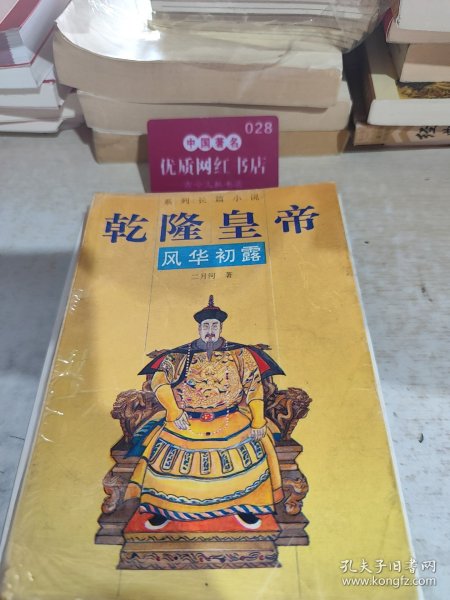 028
中国著名
优质网红书店
系列长篇小说
乾隆皇帝
风华初露
二月河 著
孔夫子旧书网
www.kongfz.com